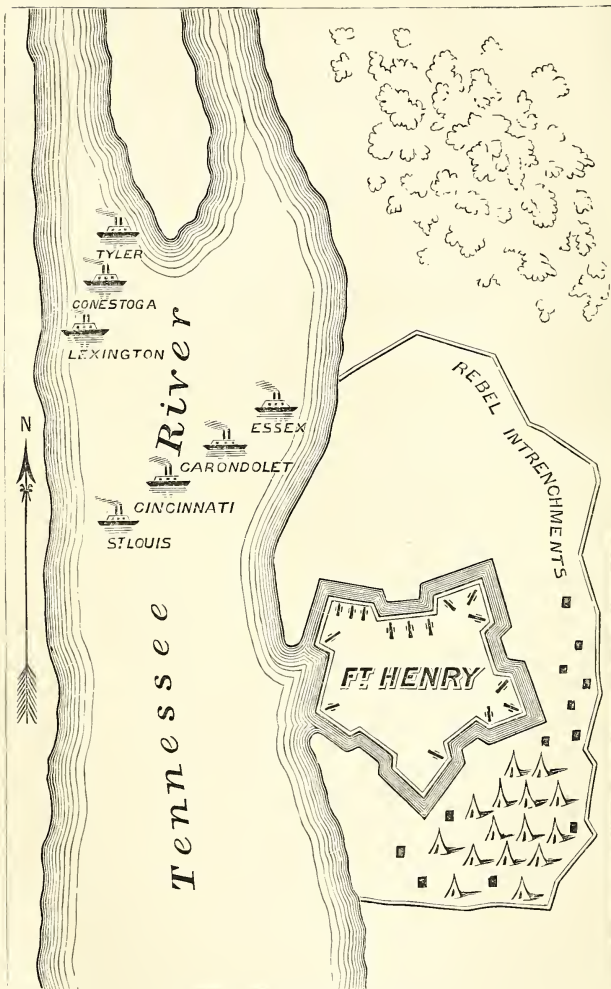 TYLER
CONESTOGA
LEXINGTON
ESSEX
CARONDOLET
CINCINNATI
ST. LOUIS
N
Tennessee River
REBEL INTRENCHMENTS
FT. HENRY